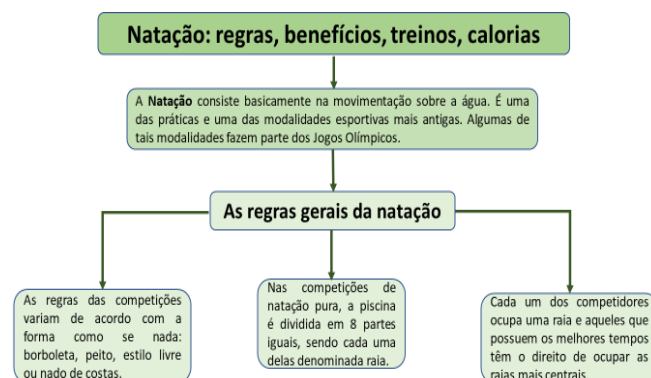 Natação: regras, benefícios, treinos, calorias
A Natação consiste basicamente na movimentação sobre a água. É uma
das práticas e uma das modalidades esportivas mais antigas. Algumas de
tais modalidades fazem parte dos Jogos Olímpicos.
As regras gerais da natação
As regras das competições
variam de acordo com a
forma como se nada:
borboleta, peito, estilo livre
ou nado de costas.
Nas competições de
natação pura, a piscina
é dividida em 8 partes
iguais, sendo cada uma
delas denominada raia.
Cada um dos competidores
ocupa uma raia e aqueles que
possuem os melhores tempos
têm o direito de ocupar as
raias mais centrais.